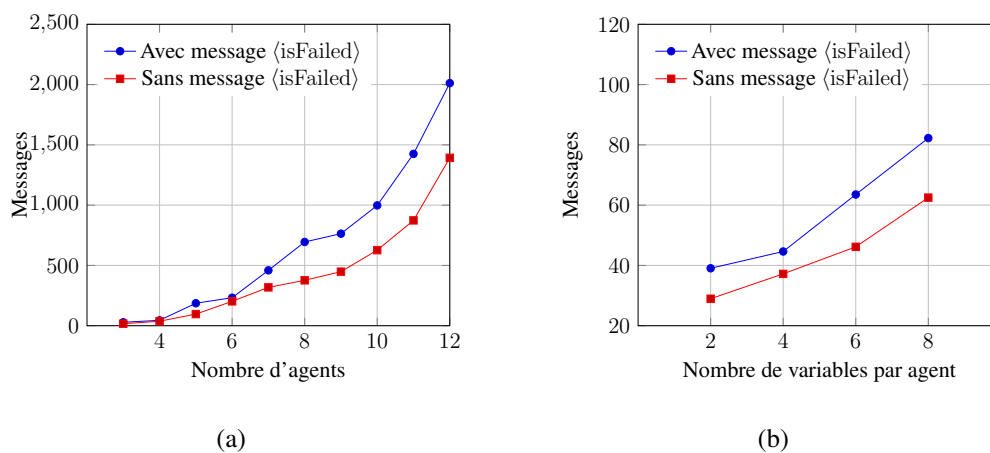 2,500
2,000
1,500
1,000
500
0
4
6
8
10
12
Messages
Nombre d'agents
Avec message ⟨isFailed⟩
Sans message ⟨isFailed⟩
(a)
120
100
80
60
40
20
2
4
6
8
Messages
Nombre de variables par agent
Avec message ⟨isFailed⟩
Sans message ⟨isFailed⟩
(b)